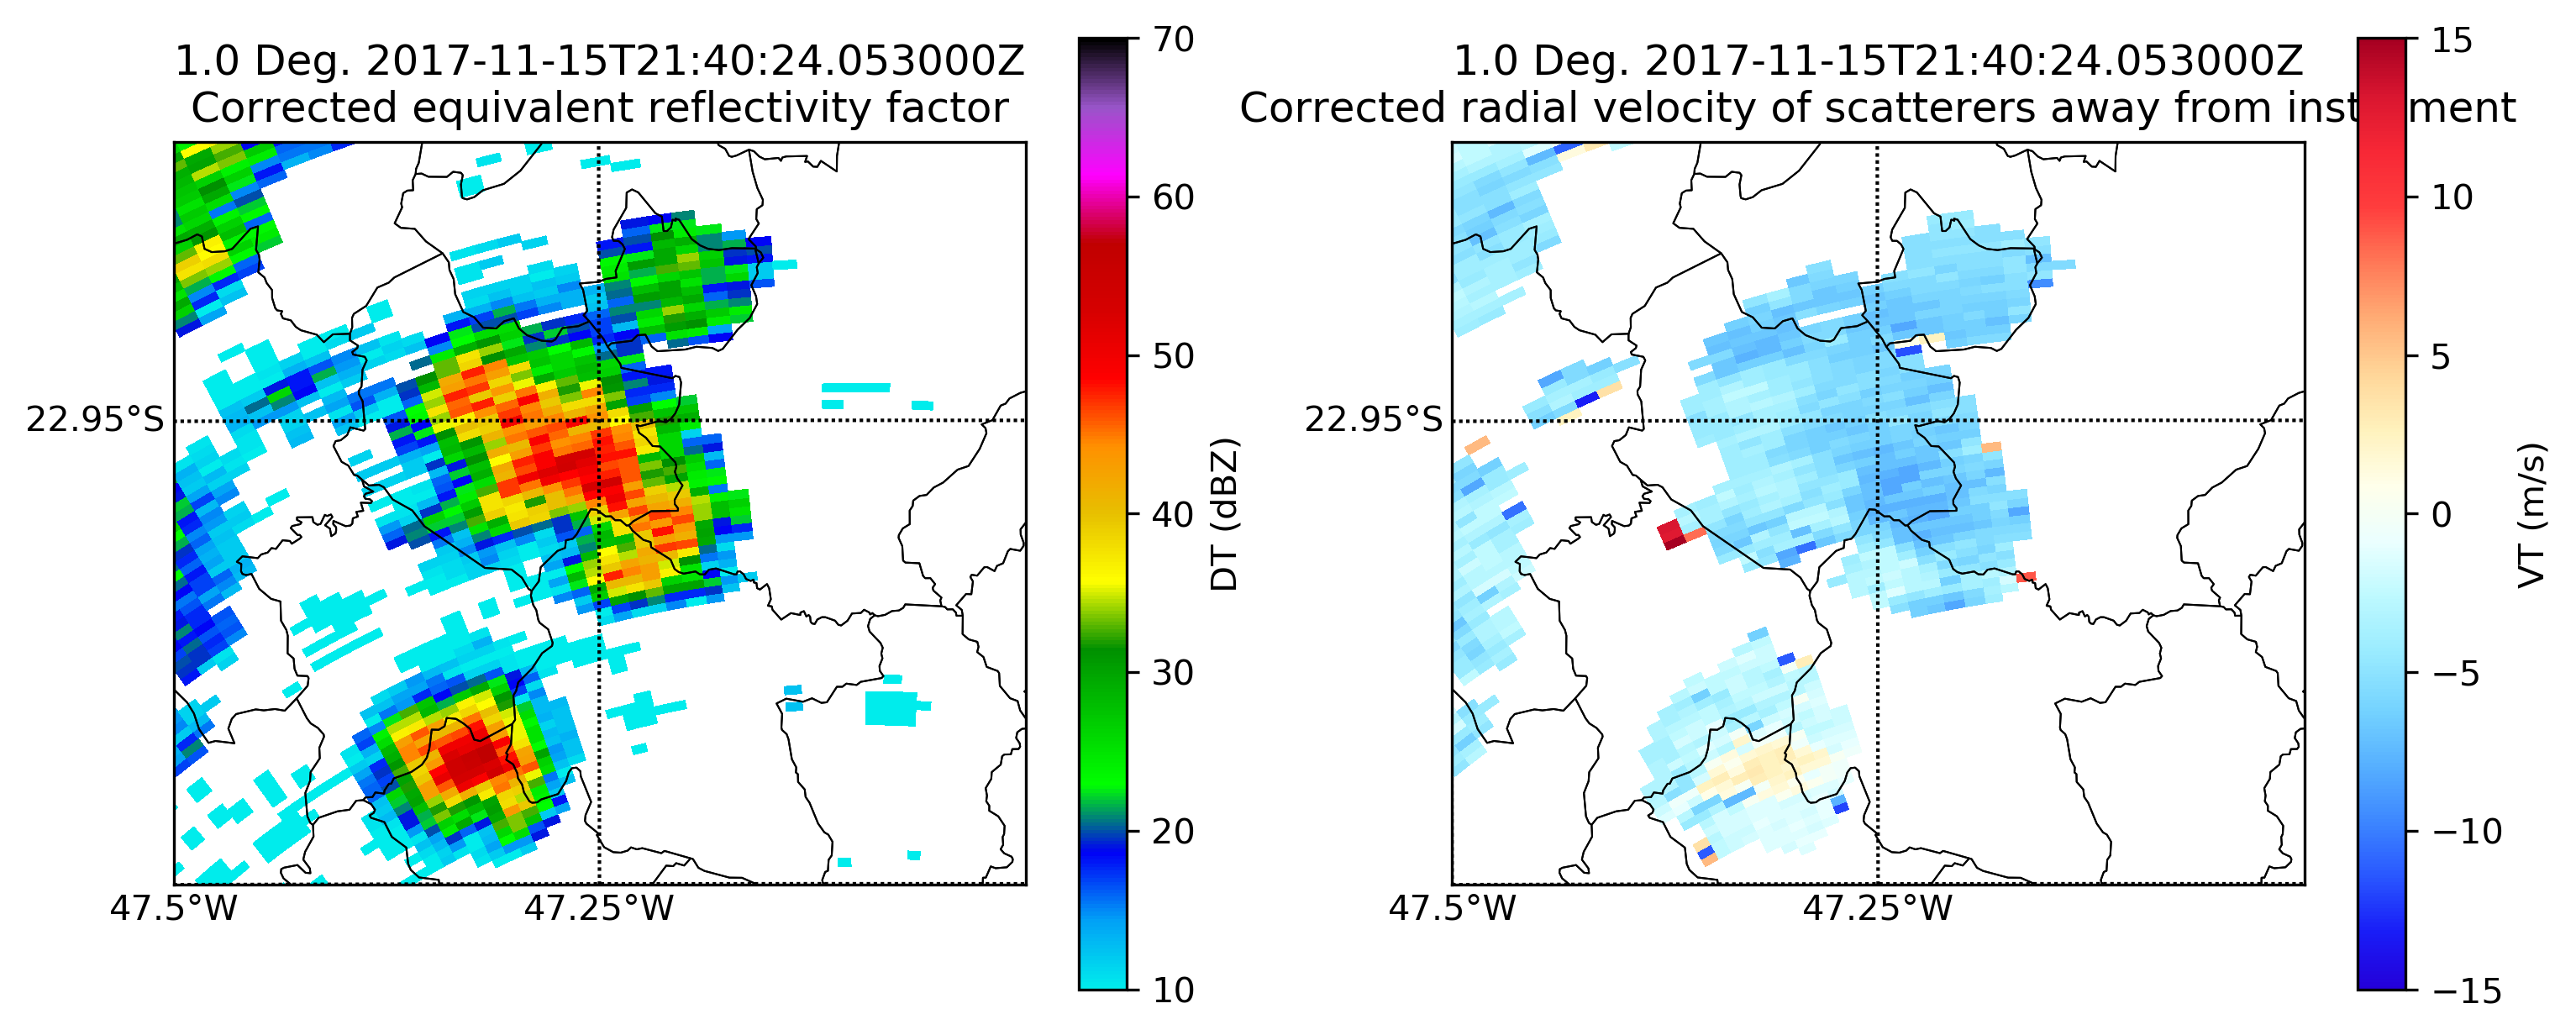 1.0 Deg. 2017-11-15T21:40:24.053000Z
Corrected equivalent reflectivity factor
22.95°S
47.5°W
47.25°W
70
60
50
40
30
20
10
DT (dBZ)
1.0 Deg. 2017-11-15T21:40:24.053000Z
Corrected radial velocity of scatterers away from inst ment
22.95°S
47.5°W
47.25°W
15
10
5
0
−5
−10
−15
VT (m/s)